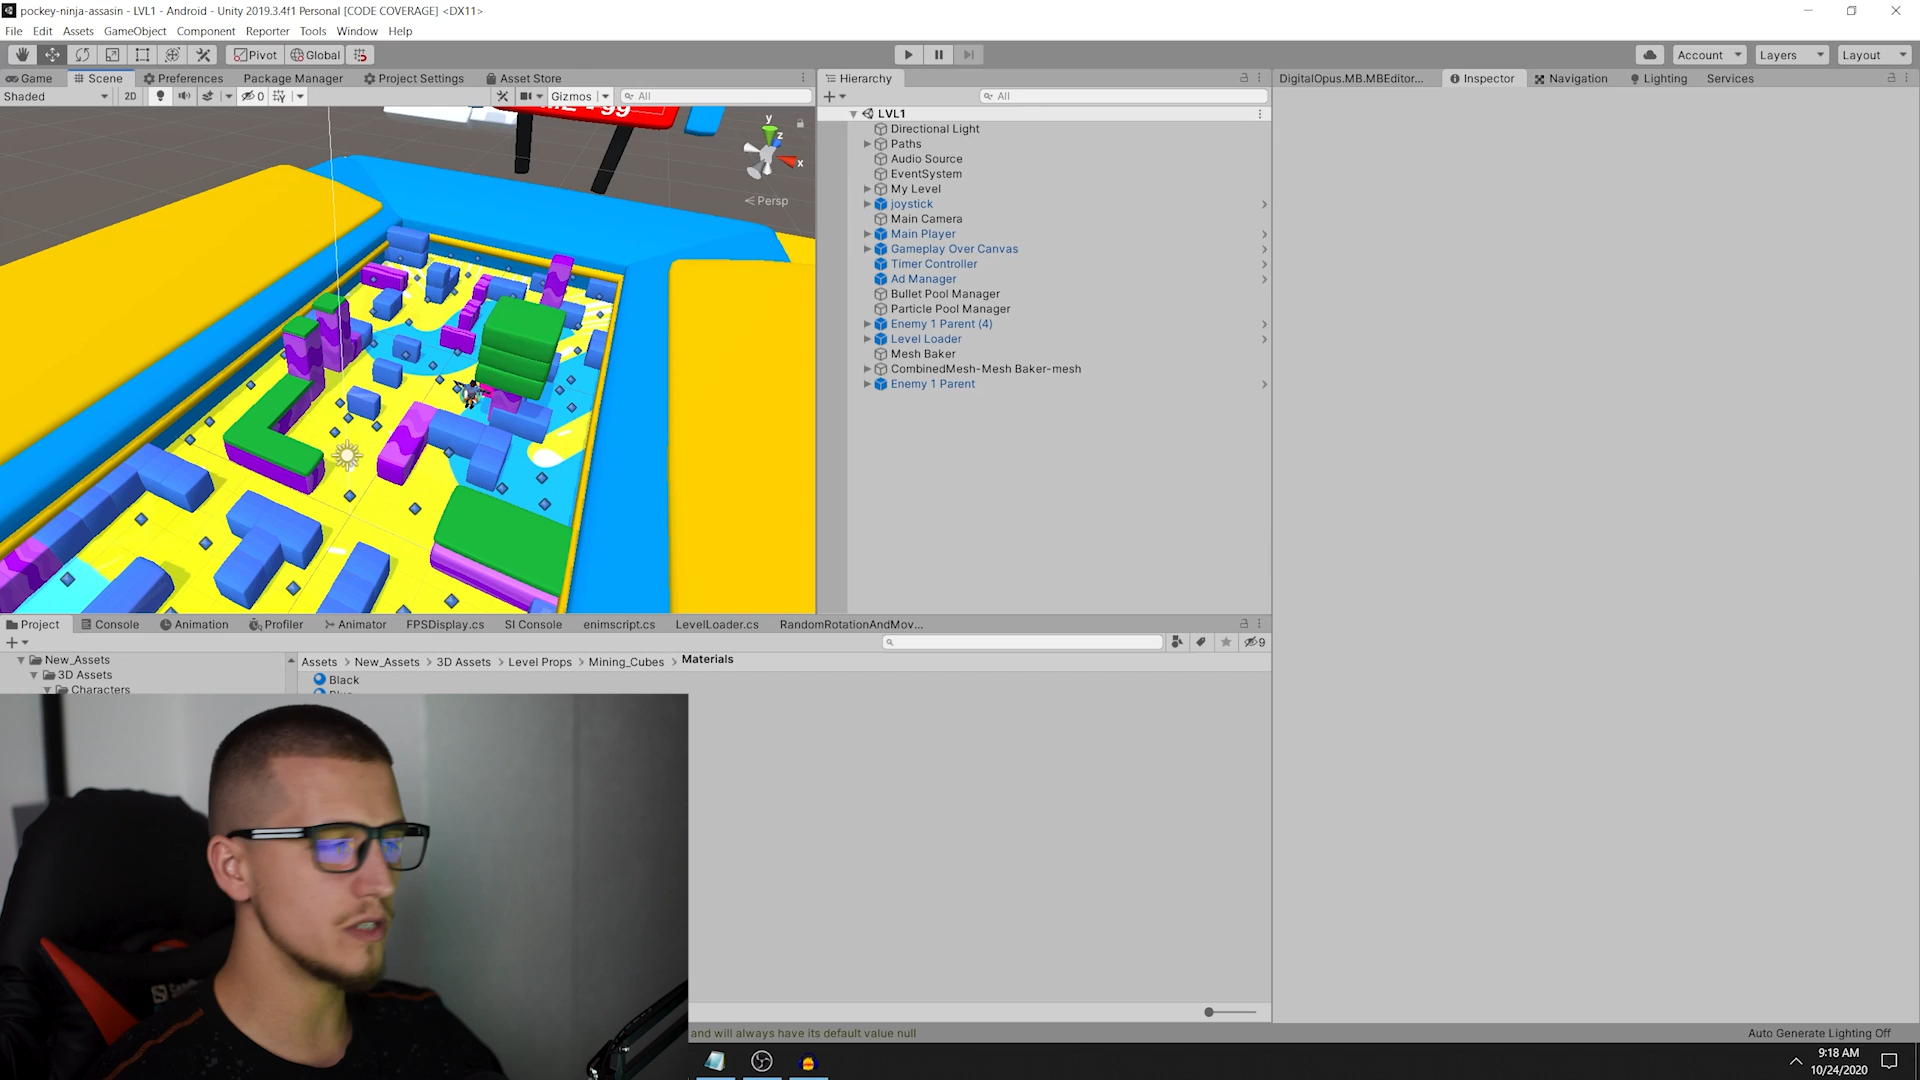 pockey-ninja-assasin - LVL1 - Android - Unity 2019.3.4f1 Personal [CODE COVERAGE] <DX11>
File Edit Assets GameObject Component Reporter Tools Window Help
Pivot Global
Account Layers Layout
Game Scene Preferences Package Manager Project Settings Asset Store
Hierarchy
DigitalOpus.MB.MBEditor... Inspector Navigation Lighting Services
Shaded 2D 0 Gizmos All
All
y
z
x
Persp
LVL1
Directional Light
Paths
Audio Source
EventSystem
My Level
joystick
Main Camera
Main Player
Gameplay Over Canvas
Timer Controller
Ad Manager
Bullet Pool Manager
Particle Pool Manager
Enemy 1 Parent (4)
Level Loader
Mesh Baker
CombinedMesh-Mesh Baker-mesh
Enemy 1 Parent
Project Console Animation Profiler Animator FPSDisplay.cs SI Console enimscript.cs LevelLoader.cs RandomRotationAndMov...
9
New_Assets
3D Assets
Characters
Assets > New_Assets > 3D Assets > Level Props > Mining_Cubes > Materials
Black
and will always have its default value null
Auto Generate Lighting Off
9:18 AM
10/24/2020